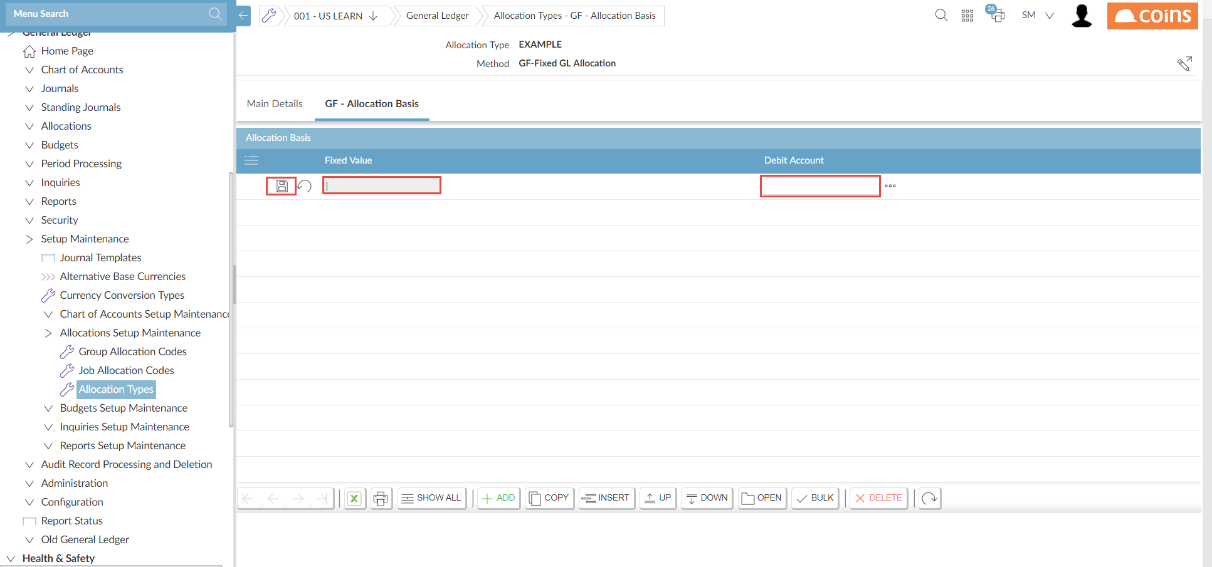 Menu Search
General Ledger
Home Page
Chart of Accounts
Journals
Standing Journals
Allocations
Budgets
Period Processing
Inquiries
Reports
Security
Setup Maintenance
Journal Templates
Alternative Base Currencies
Currency Conversion Types
Chart of Accounts Setup Maintenance
Allocations Setup Maintenance
Group Allocation Codes
Job Allocation Codes
Allocation Types
Budgets Setup Maintenance
Inquiries Setup Maintenance
Reports Setup Maintenance
Audit Record Processing and Deletion
Administration
Configuration
Report Status
Old General Ledger
Health & Safety
001 - US LEARN General Ledger Allocation Types - GF - Allocation Basis
26 SM coins
Allocation Type EXAMPLE
Method GF-Fixed GL Allocation
Main Details GF - Allocation Basis
Allocation Basis
Fixed Value Debit Account
SHOW ALL ADD COPY INSERT UP DOWN OPEN BULK DELETE